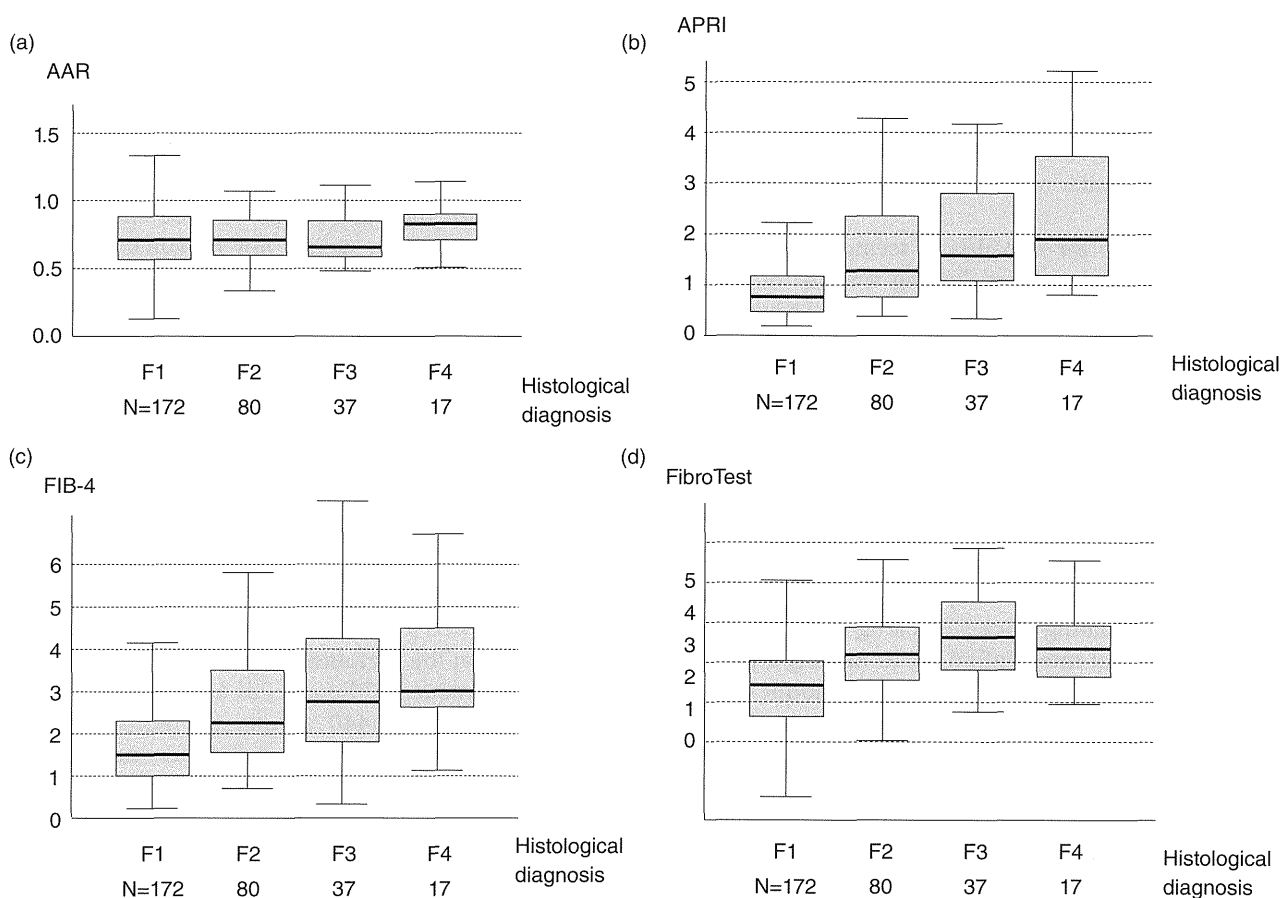 (a)
AAR
1.5
1.0
0.5
0.0
F1 F2 F3 F4
N=172 80 37 17
Histological
diagnosis
(b)
APRI
5
4
3
2
1
0
F1 F2 F3 F4
N=172 80 37 17
Histological
diagnosis
(c)
FIB-4
6
5
4
3
2
1
0
F1 F2 F3 F4
N=172 80 37 17
Histological
diagnosis
(d)
FibroTest
5
4
3
2
1
0
F1 F2 F3 F4
N=172 80 37 17
Histological
diagnosis